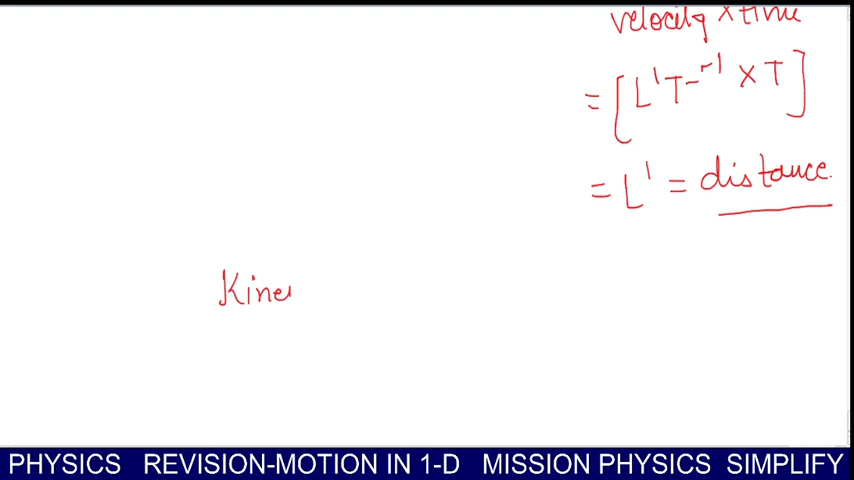 velocity × time
= [L¹T⁻¹ × T]
= L¹ = distance.
Kine
PHYSICS REVISION-MOTION IN 1-D MISSION PHYSICS SIMPLIFY